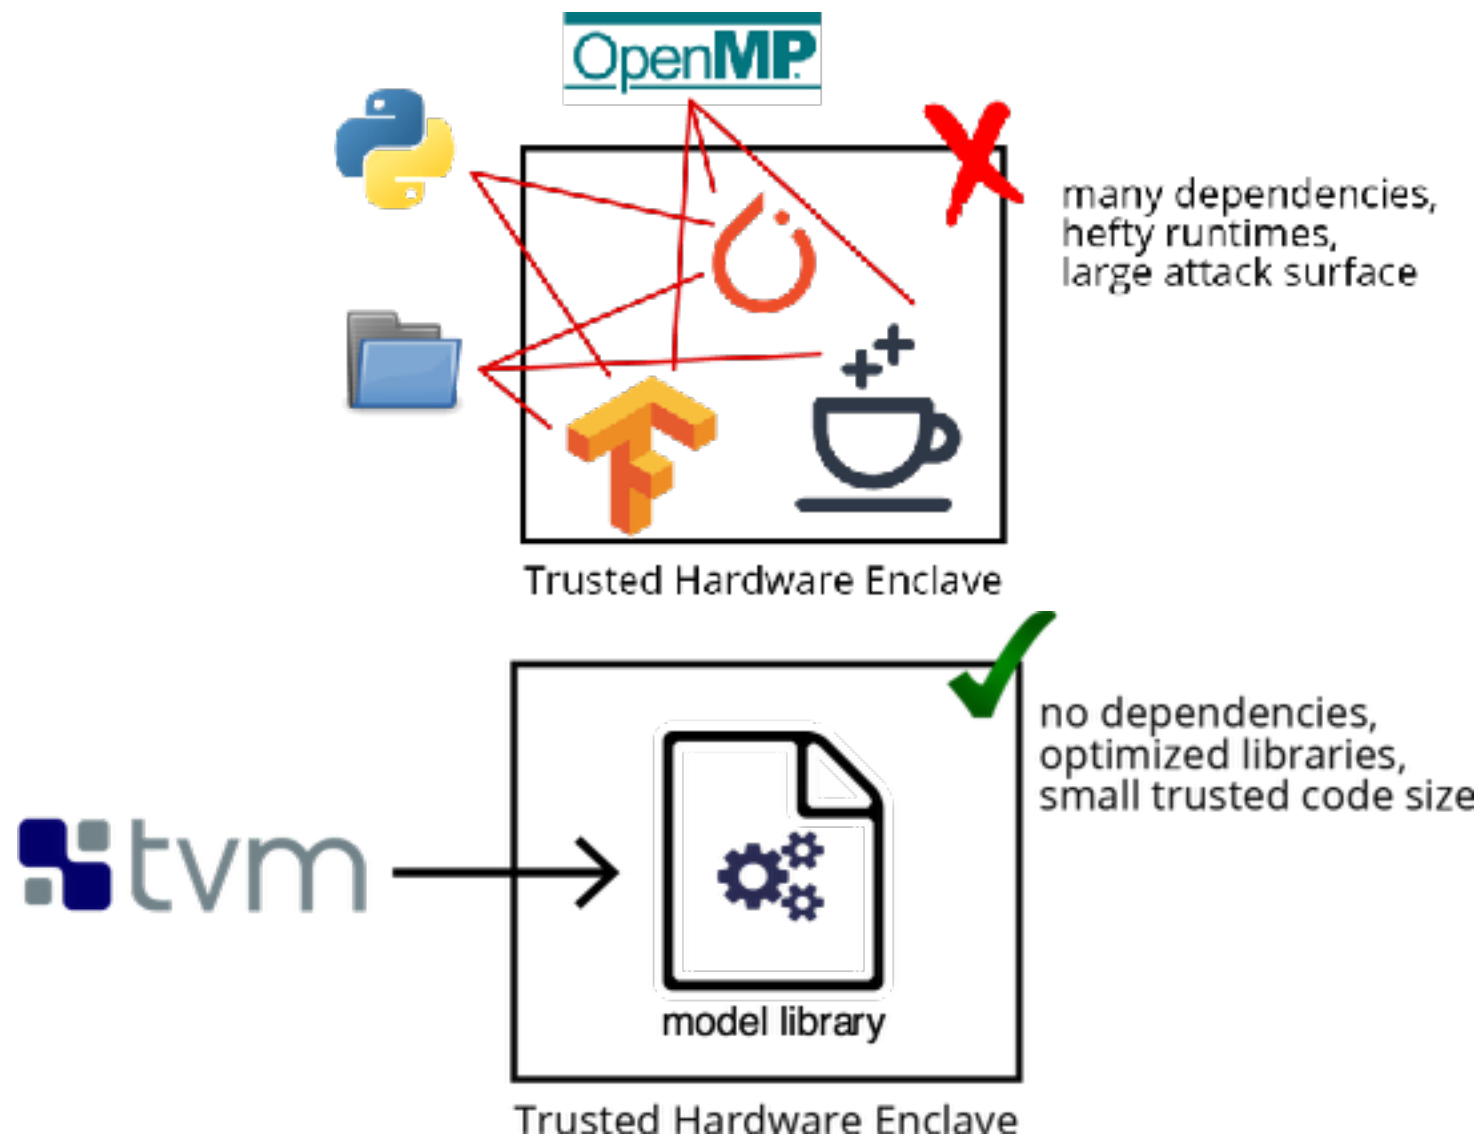 OpenMP.
many dependencies,
hefty runtimes,
large attack surface
Trusted Hardware Enclave
no dependencies,
optimized libraries,
small trusted code size
tvm
model library
Trusted Hardware Enclave